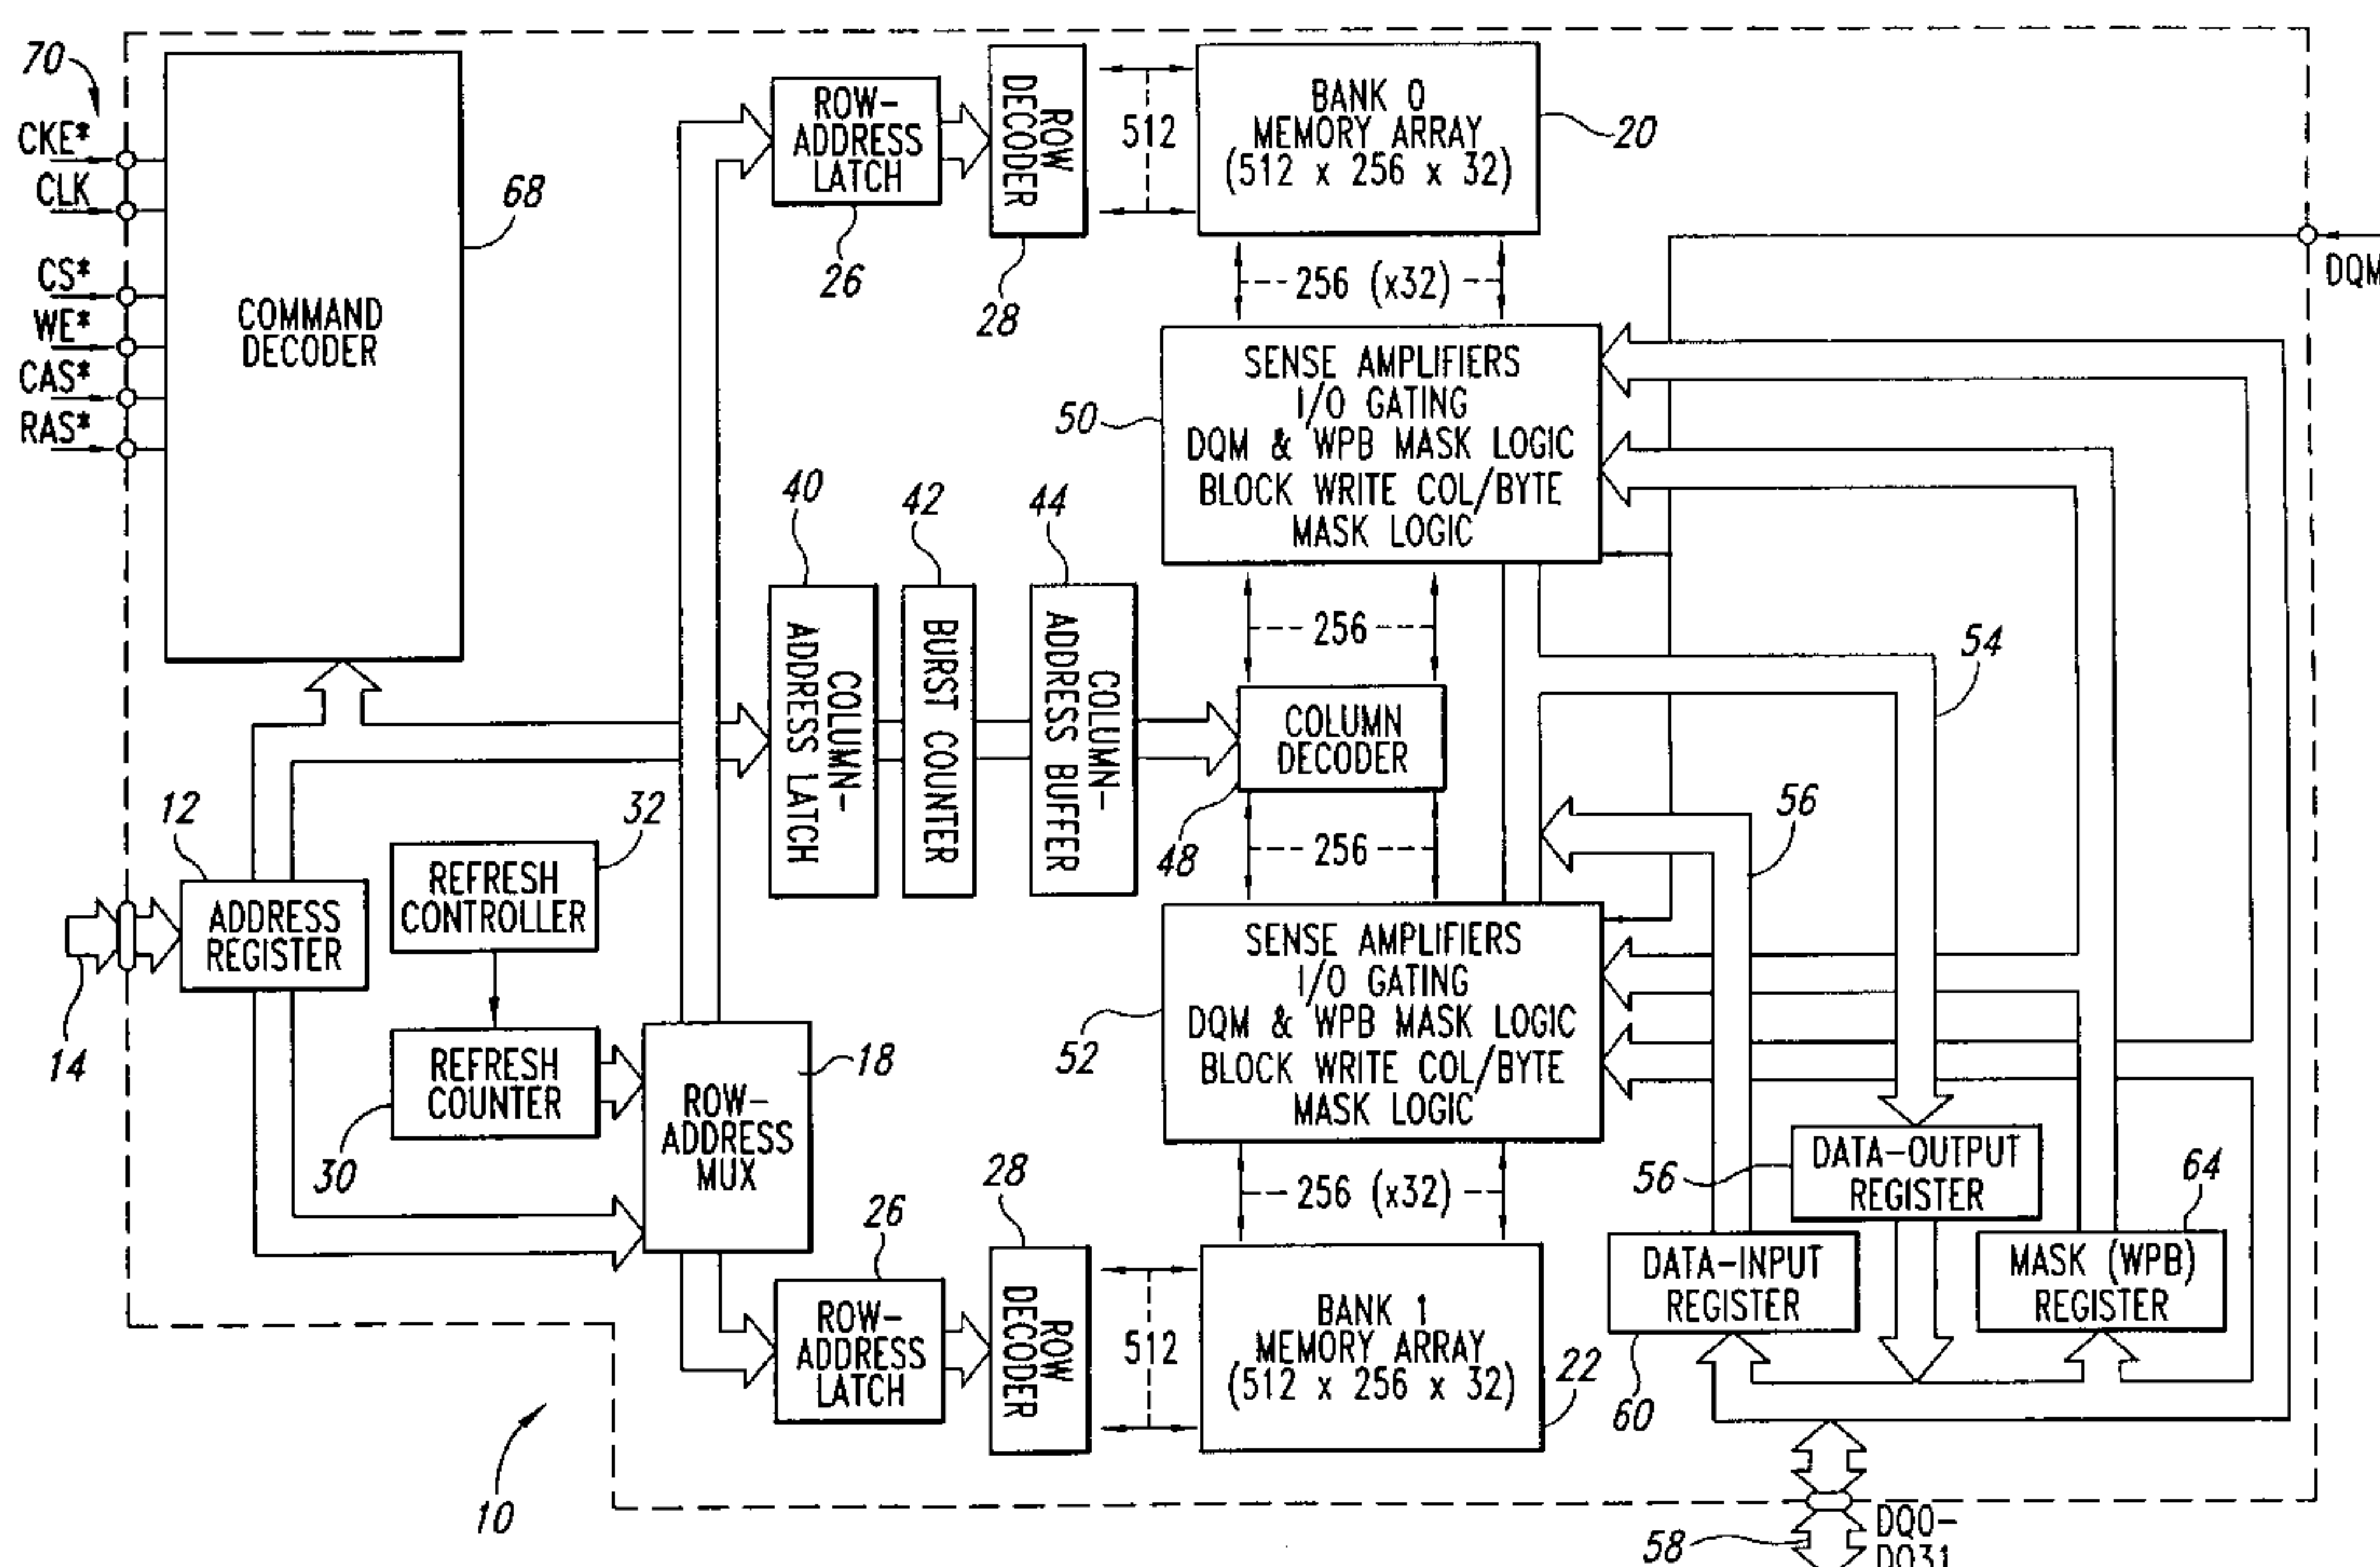 70
CKE*
CLK
CS*
WE*
CAS*
RAS*
COMMAND
DECODER
68
ROW-
ADDRESS
LATCH
26
ROW
DECODER
28
512
BANK 0
MEMORY ARRAY
(512 x 256 x 32)
20
256 (x32)
DQM
50
SENSE AMPLIFIERS
I/O GATING
DQM & WPB MASK LOGIC
BLOCK WRITE COL/BYTE
MASK LOGIC
40
COLUMN-
ADDRESS LATCH
42
BURST COUNTER
44
COLUMN-
ADDRESS BUFFER
256
COLUMN
DECODER
48
256
54
56
12
ADDRESS
REGISTER
14
32
REFRESH
CONTROLLER
REFRESH
COUNTER
30
ROW-
ADDRESS
MUX
18
52
SENSE AMPLIFIERS
I/O GATING
DQM & WPB MASK LOGIC
BLOCK WRITE COL/BYTE
MASK LOGIC
256 (x32)
26
ROW-
ADDRESS
LATCH
28
ROW
DECODER
512
BANK 1
MEMORY ARRAY
(512 x 256 x 32)
22
56
DATA-OUTPUT
REGISTER
64
DATA-INPUT
REGISTER
60
MASK (WPB)
REGISTER
10
58
DQ0-
DQ31